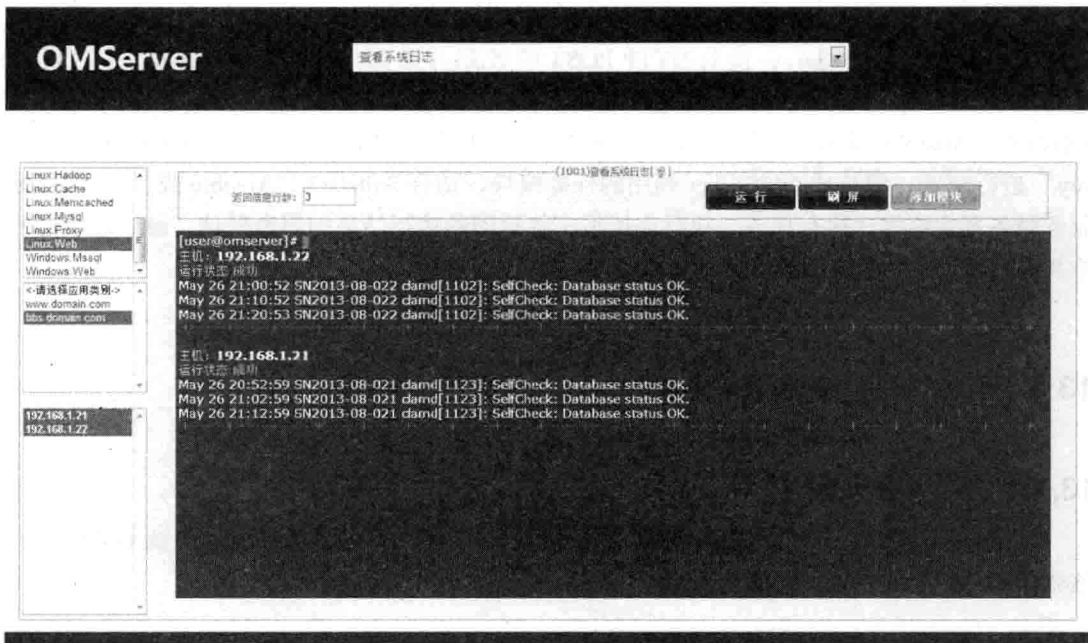 OMServer
查看系统日志
Linux.Hadoop
Linux.Cache
Linux.Memcached
Linux.Mysql
Linux.Proxy
Linux.Web
Windows.Mssql
Windows.Web
<-请选择应用类别->
www.domain.com
bbs.domain.com
192.168.1.21
192.168.1.22
(1001)查看系统日志[参]
返回信息行数: 3
运行 刷屏 添加模块
[user@omserver]#
主机: 192.168.1.22
运行状态:成功
May 26 21:00:52 SN2013-08-022 clamd[1102]: SelfCheck: Database status OK.
May 26 21:10:52 SN2013-08-022 clamd[1102]: SelfCheck: Database status OK.
May 26 21:20:53 SN2013-08-022 clamd[1102]: SelfCheck: Database status OK.
主机: 192.168.1.21
运行状态:成功
May 26 20:52:59 SN2013-08-021 clamd[1123]: SelfCheck: Database status OK.
May 26 21:02:59 SN2013-08-021 clamd[1123]: SelfCheck: Database status OK.
May 26 21:12:59 SN2013-08-021 clamd[1123]: SelfCheck: Database status OK.